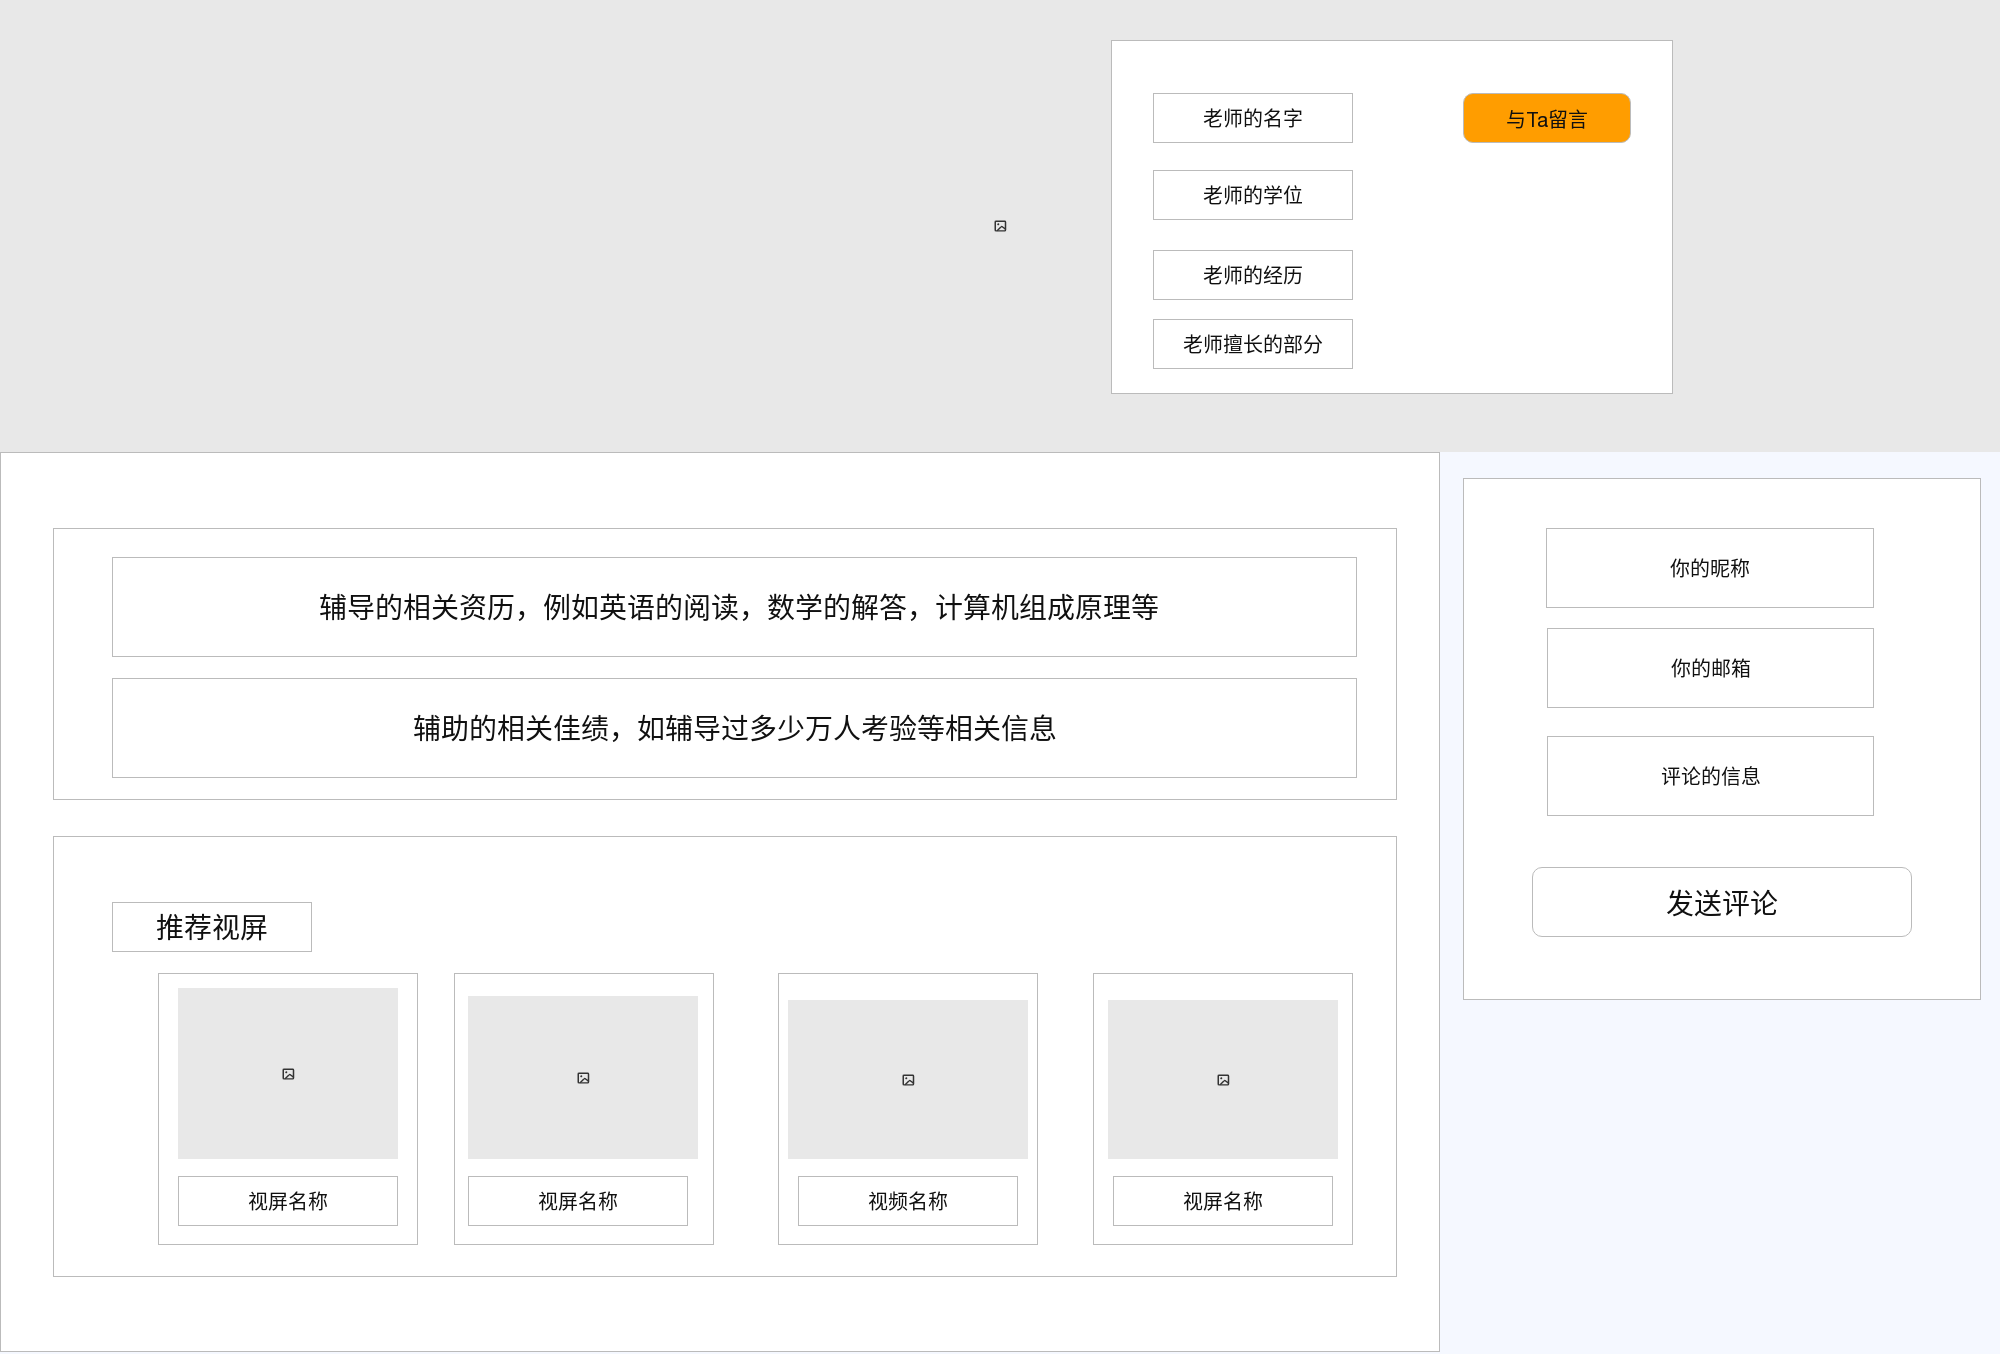 老师的名字
与Ta留言
老师的学位
老师的经历
老师擅长的部分
辅导的相关资历，例如英语的阅读，数学的解答，计算机组成原理等
辅助的相关佳绩，如辅导过多少万人考验等相关信息
推荐视屏
视屏名称
视屏名称
视频名称
视屏名称
你的昵称
你的邮箱
评论的信息
发送评论